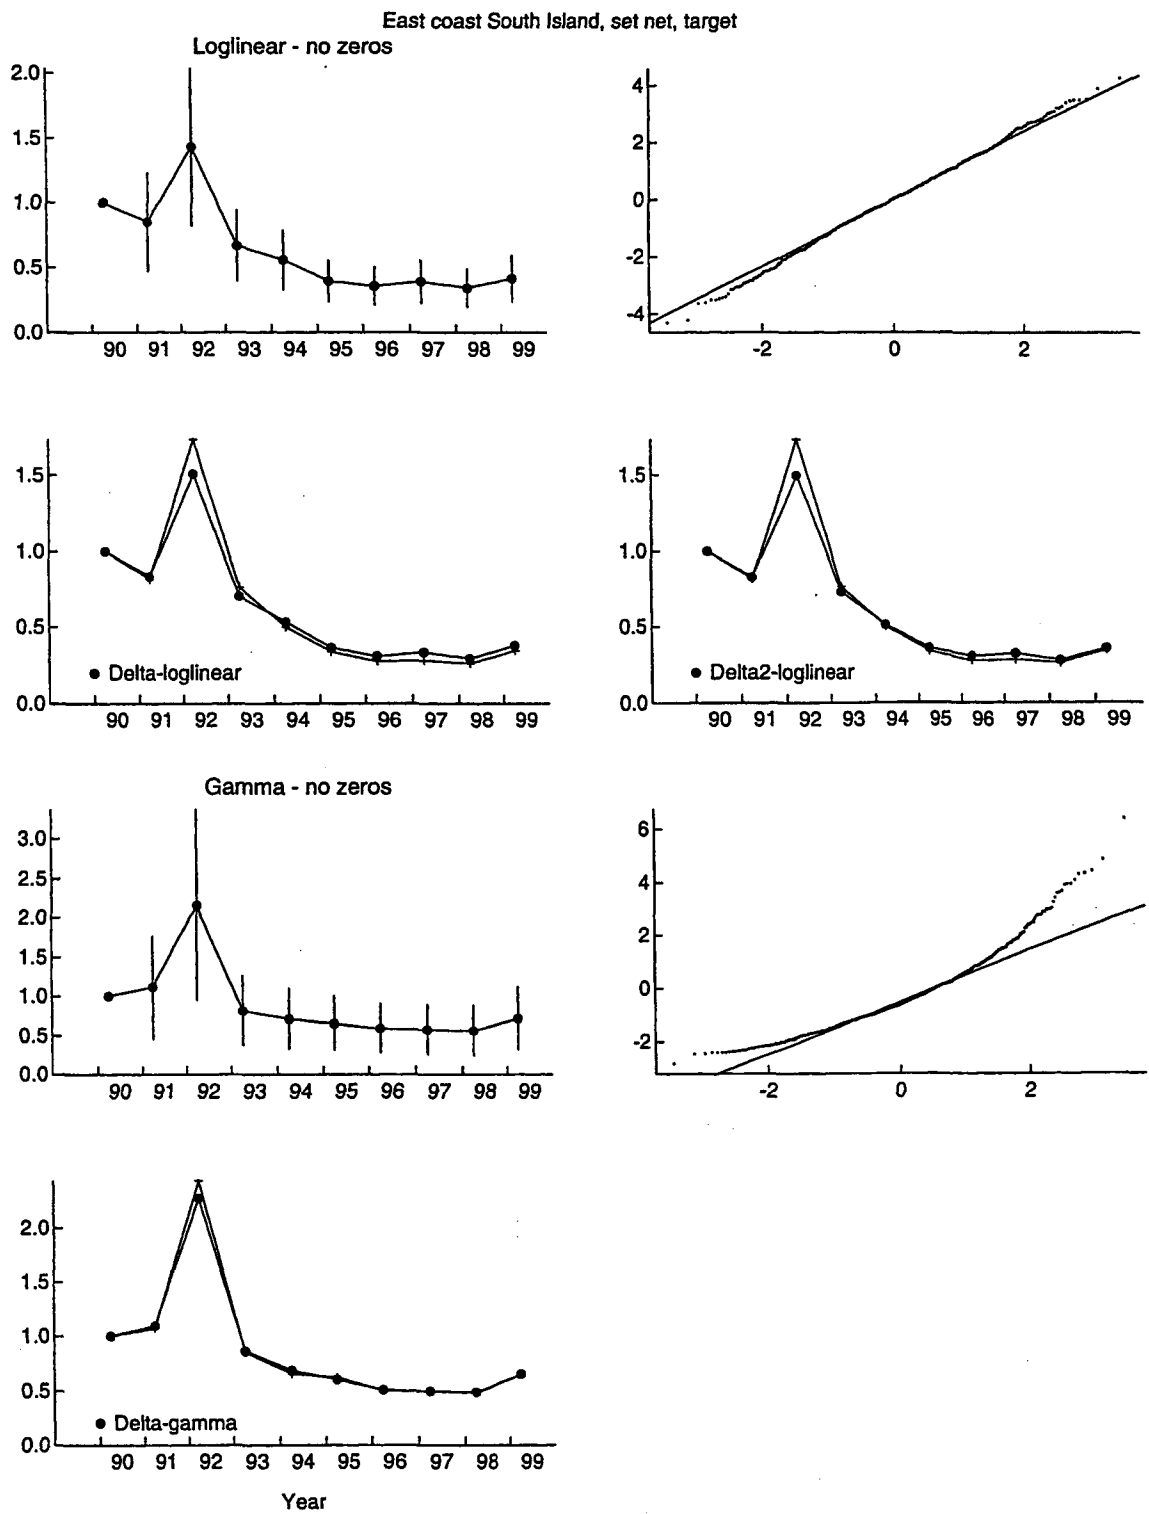 East coast South Island, set net, target
Loglinear - no zeros
2.0
1.5
1.0
0.5
0.0
90 91 92 93 94 95 96 97 98 99
4
2
0
-2
-4
-2 0 2
1.5
1.0
0.5
0.0
Delta-loglinear
90 91 92 93 94 95 96 97 98 99
1.5
1.0
0.5
0.0
Delta2-loglinear
90 91 92 93 94 95 96 97 98 99
Gamma - no zeros
3.0
2.5
2.0
1.5
1.0
0.5
0.0
90 91 92 93 94 95 96 97 98 99
6
4
2
0
-2
-2 0 2
2.0
1.5
1.0
0.5
0.0
Delta-gamma
90 91 92 93 94 95 96 97 98 99
Year